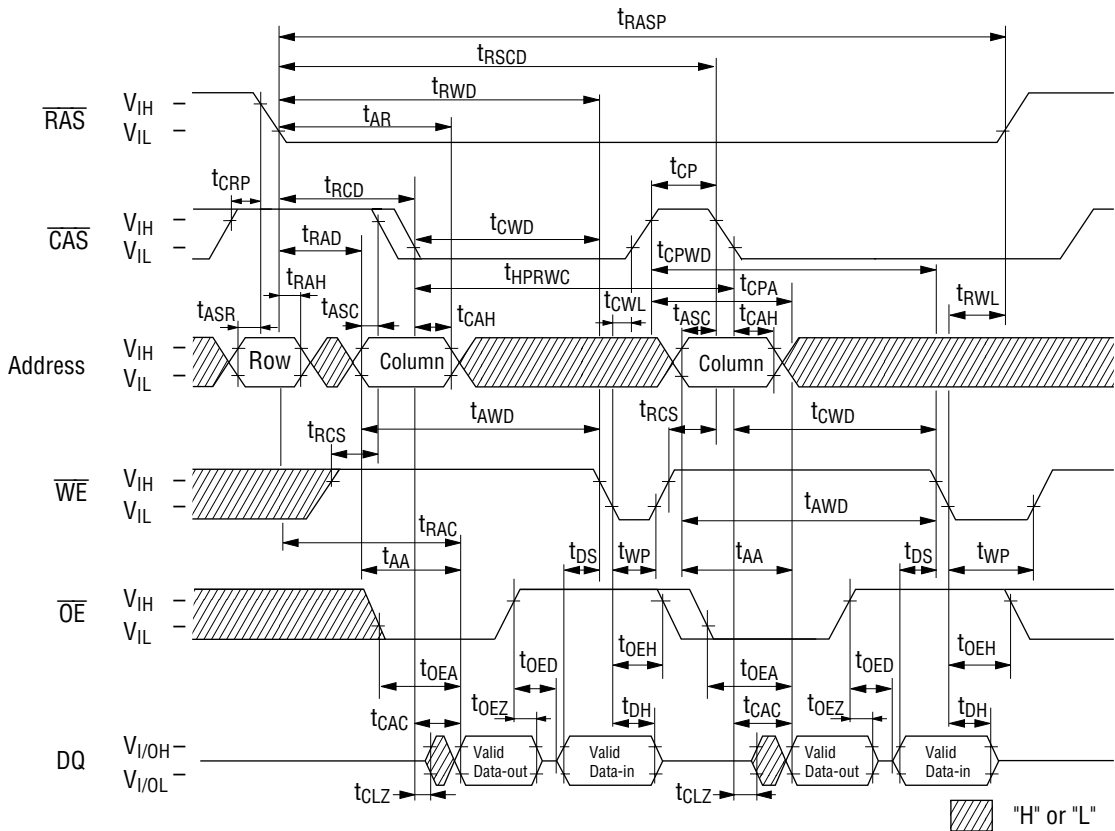 tRASP
tRSCD
tRWD
tAR
RAS
VIH
VIL
tCRP
tRCD
tCP
CAS
VIH
VIL
tRAD
tCWD
tCPWD
tHPRWC
tCPA
tRAH
tASR
tASC
tCAH
tCWL
tASC
tCAH
tRWL
Address
VIH
VIL
Row
Column
Column
tRCS
tAWD
tRCS
tCWD
WE
VIH
VIL
tRAC
tAWD
tAA
tDS
tWP
tAA
tDS
tWP
OE
VIH
VIL
tOEA
tOED
tOEH
tOEA
tOED
tOEH
tCAC
tOEZ
tDH
tCAC
tOEZ
tDH
DQ
VI/OH
VI/OL
Valid
Data-out
Valid
Data-in
Valid
Data-out
Valid
Data-in
tCLZ
tCLZ
"H" or "L"